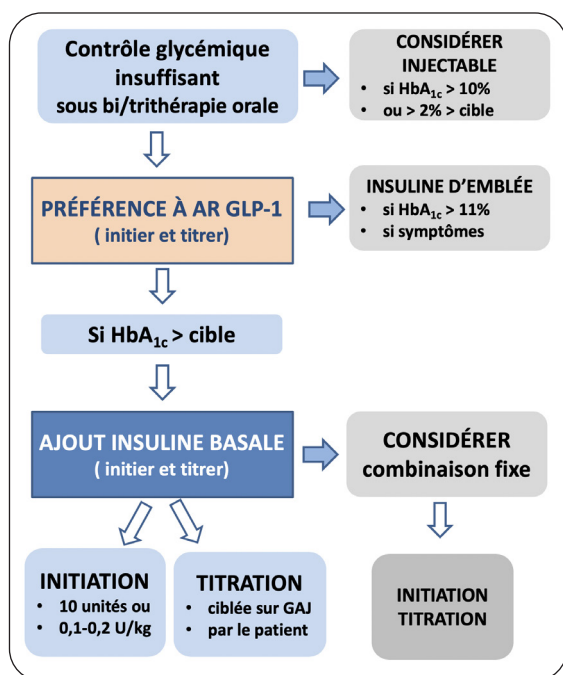 Contrôle glycémique
insuffisant
sous bi/trithérapie orale
CONSIDÉRER
INJECTABLE
• si HbA1c > 10%
• ou > 2% > cible
PRÉFÉRENCE À AR GLP-1
( initier et titrer)
INSULINE D’EMBLÉE
• si HbA1c > 11%
• si symptômes
Si HbA1c > cible
AJOUT INSULINE BASALE
( initier et titrer)
CONSIDÉRER
combinaison fixe
INITIATION
• 10 unités ou
• 0,1-0,2 U/kg
TITRATION
• ciblée sur GAJ
• par le patient
INITIATION
TITRATION